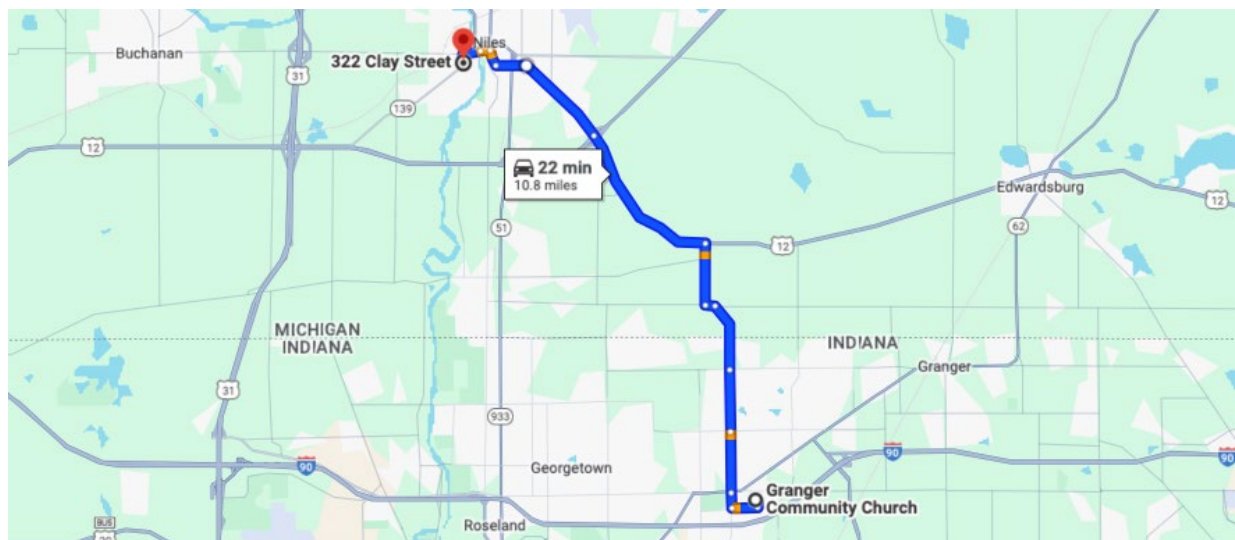 Buchanan
Niles
322 Clay Street
31
139
12
22 min
10.8 miles
51
12
Edwardsburg
12
62
MICHIGAN
INDIANA
INDIANA
Granger
31
933
90
Georgetown
90
90
Granger
Community Church
BUS
Roseland